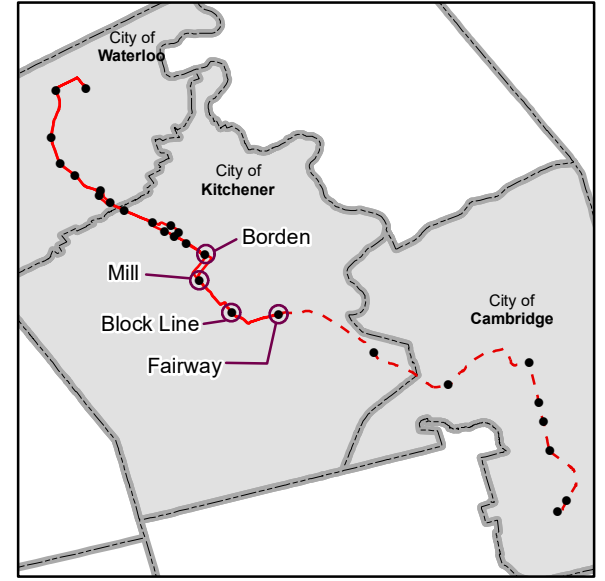 City of
Waterloo
City of
Kitchener
Borden
Mill
City of
Cambridge
Block Line
Fairway